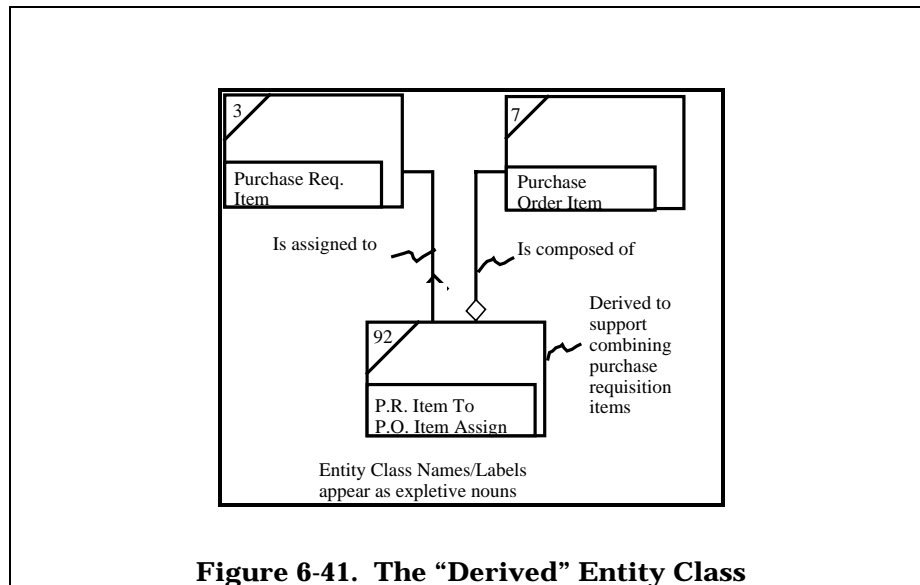 3
Purchase Req.
Item
7
Purchase
Order Item
Is assigned to
Is composed of
92
P.R. Item To
P.O. Item Assign
Derived to
support
combining
purchase
requisition
items
Entity Class Names/Labels
appear as expletive nouns
Figure 6-41. The “Derived” Entity Class